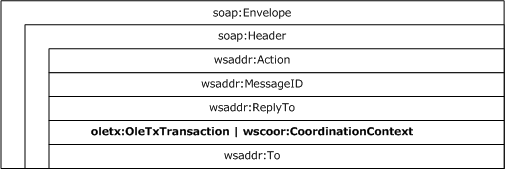 soap:Envelope
soap:Header
wsaddr:Action
wsaddr:MessageID
wsaddr:ReplyTo
oletx:OleTxTransaction | wscoor:CoordinationContext
wsaddr:To